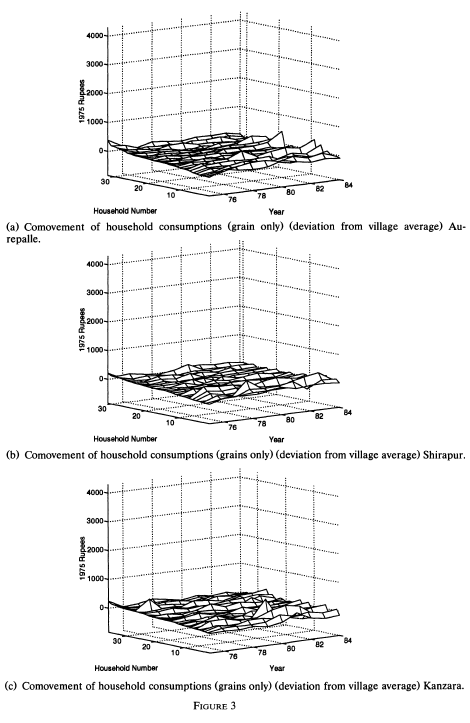 4000
3000
2000
1000
0
1975 Rupees
30
20
10
76
78
80
82
84
Household Number
Year
(a) Comovement of household consumptions (grain only) (deviation from village average) Au-
repalle.
4000
3000
2000
1000
0
1975 Rupees
30
20
10
76
78
80
82
84
Household Number
Year
(b) Comovement of household consumptions (grains only) (deviation from village average) Shirapur.
4000
3000
2000
1000
0
1975 Rupees
30
20
10
76
78
80
82
84
Household Number
Year
(c) Comovement of household consumptions (grains only) (deviation from village average) Kanzara.
FIGURE 3